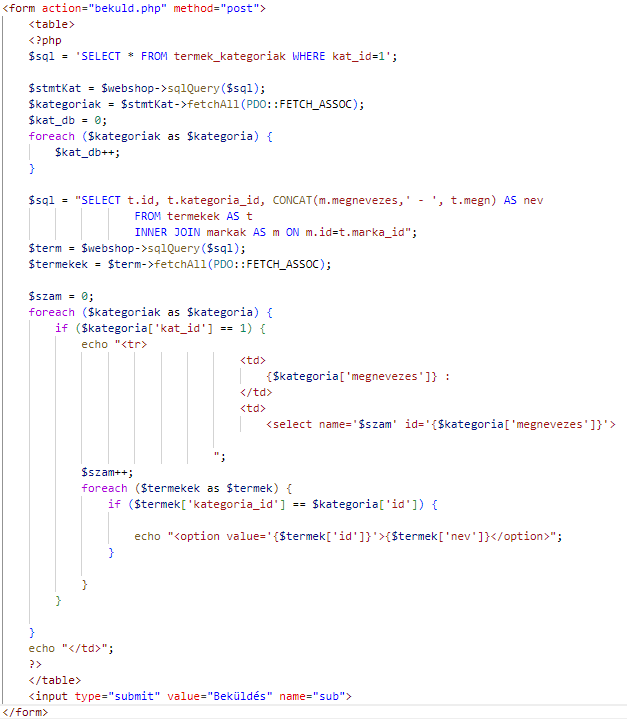 <form action="bekuld.php" method="post">
<table>
<?php
$sql = 'SELECT * FROM termek_kategoriak WHERE kat_id=1';
$stmtKat = $webshop->sqlQuery($sql);
$kategoriak = $stmtKat->fetchAll(PDO::FETCH_ASSOC);
$kat_db = 0;
foreach ($kategoriak as $kategoria) {
$kat_db++;
}
$sql = "SELECT t.id, t.kategoria_id, CONCAT(m.megnevezes,' - ', t.megn) AS nev
FROM termekek AS t
INNER JOIN markak AS m ON m.id=t.marka_id";
$term = $webshop->sqlQuery($sql);
$termekek = $term->fetchAll(PDO::FETCH_ASSOC);
$szam = 0;
foreach ($kategoriak as $kategoria) {
if ($kategoria['kat_id'] == 1) {
echo "<tr>
<td>
{$kategoria['megnevezes']} :
</td>
<td>
<select name='$szam' id='{$kategoria['megnevezes']}'>
";
$szam++;
foreach ($termekek as $termek) {
if ($termek['kategoria_id'] == $kategoria['id']) {
echo "<option value='{$termek['id']}'>{$termek['nev']}</option>";
}
}
}
}
echo "</td>";
?>
</table>
<input type="submit" value="Beküldés" name="sub">
</form>